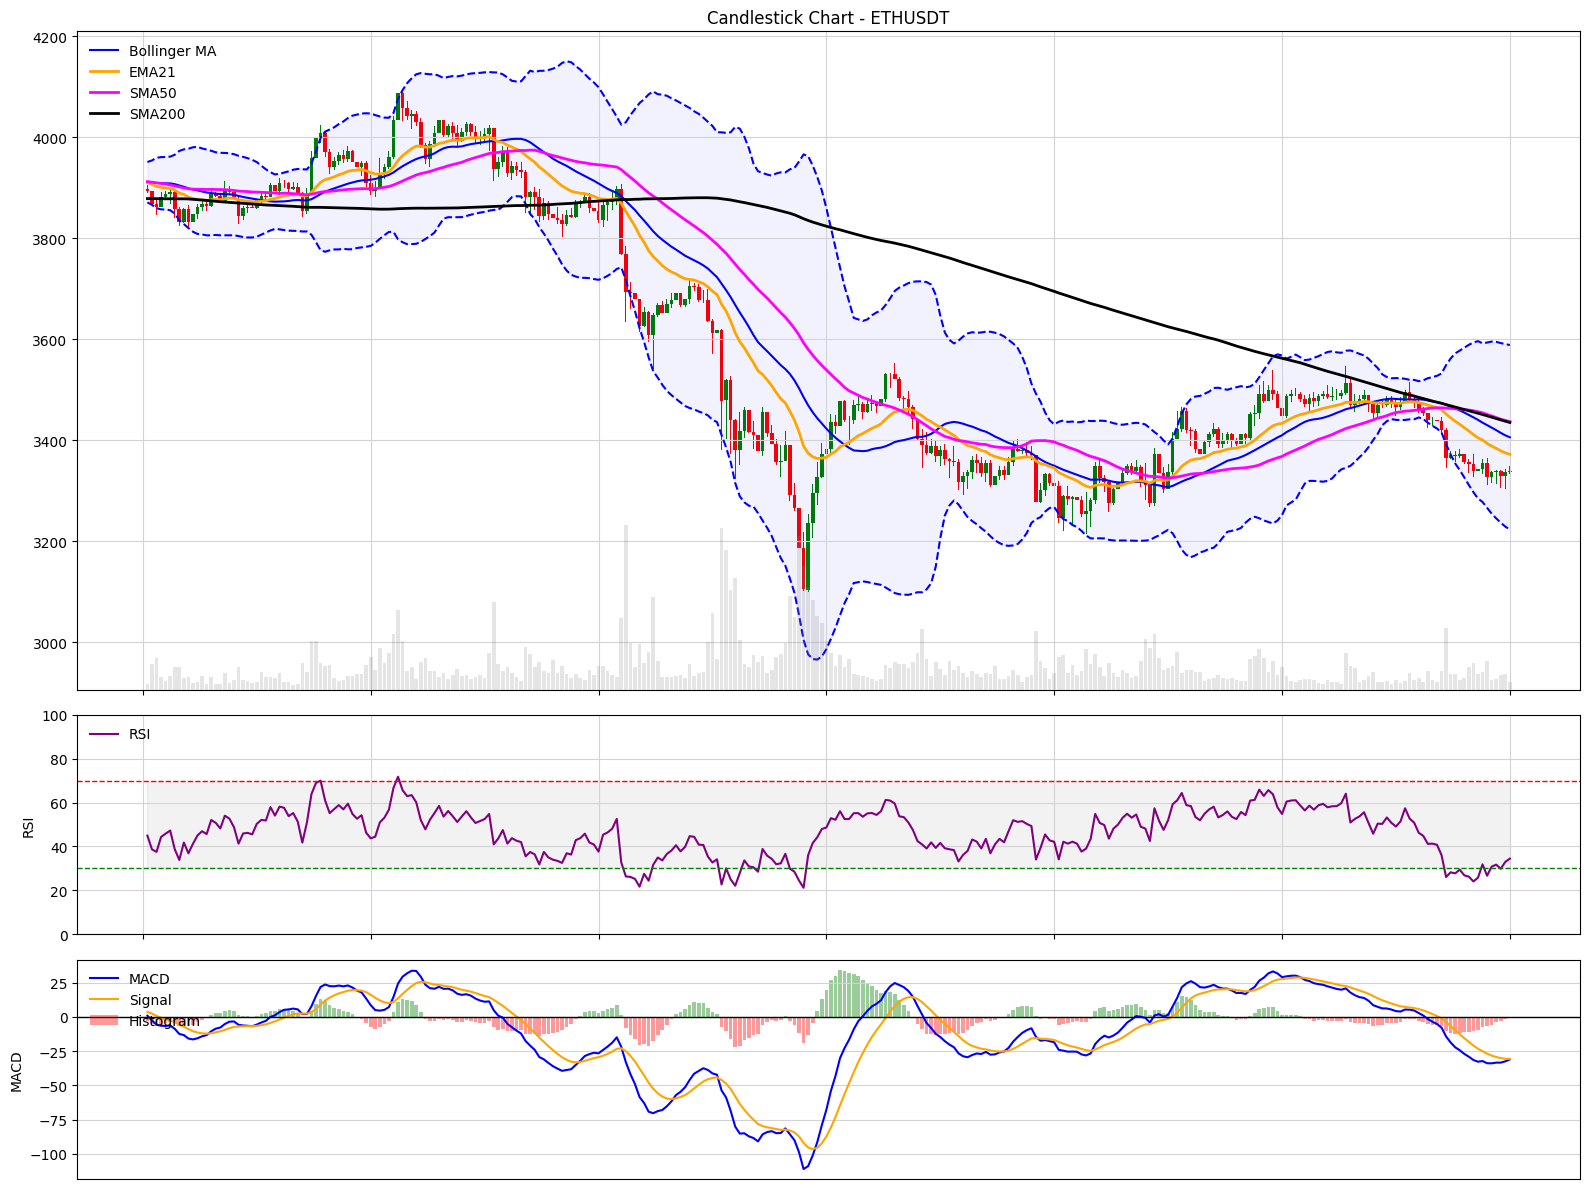 Candlestick Chart - ETHUSDT
4200
4000
3800
3600
3400
3200
3000
Bollinger MA
EMA21
SMA50
SMA200
100
80
60
40
20
0
RSI
RSI
25
0
−25
−50
−75
−100
MACD
MACD
Signal
Histogram